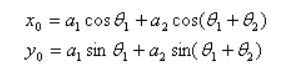 x₀ = a₁ cos θ₁ + a₂ cos(θ₁ + θ₂)
y₀ = a₁ sin θ₁ + a₂ sin( θ₁ + θ₂)